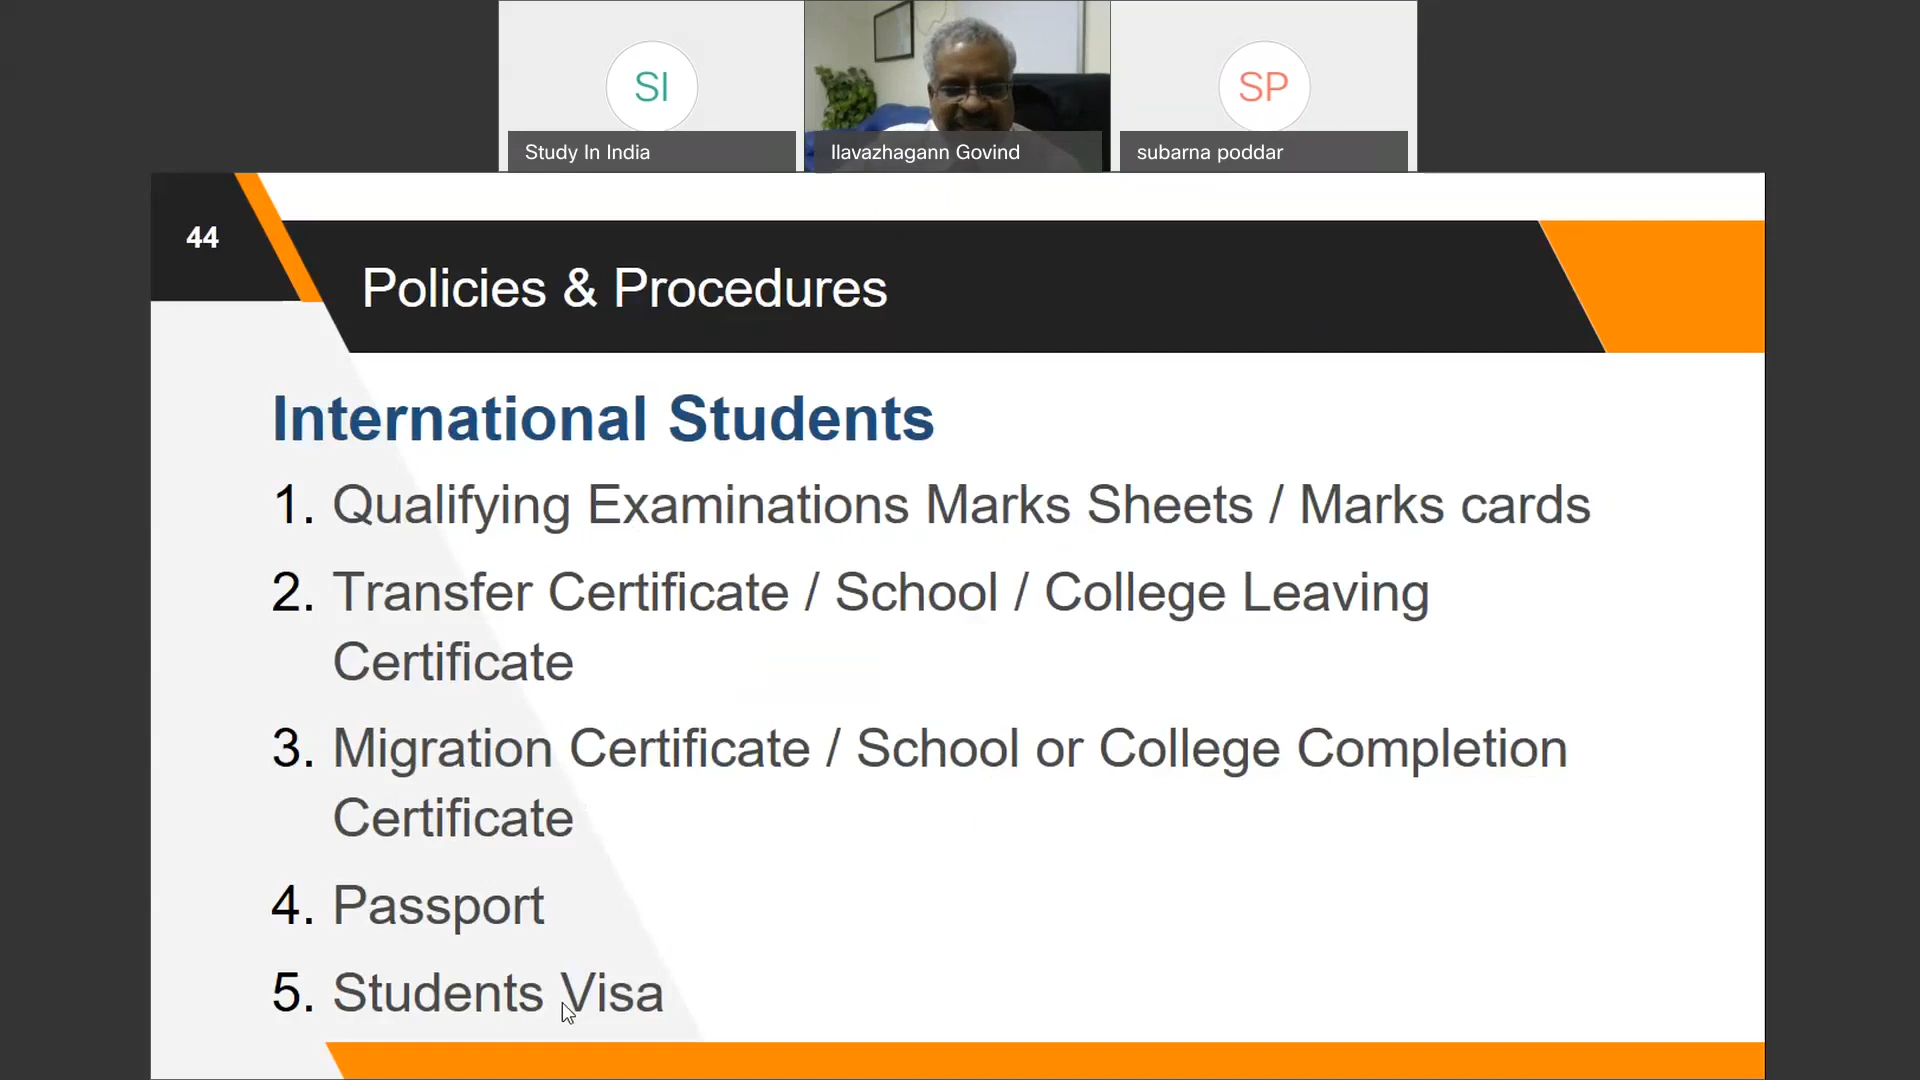 SI
SP
Study In India
Ilavazhagann Govind
subarna poddar
44
Policies & Procedures
International Students
1. Qualifying Examinations Marks Sheets / Marks cards
2. Transfer Certificate / School / College Leaving
Certificate
3. Migration Certificate / School or College Completion
Certificate
4. Passport
5. Students Visa